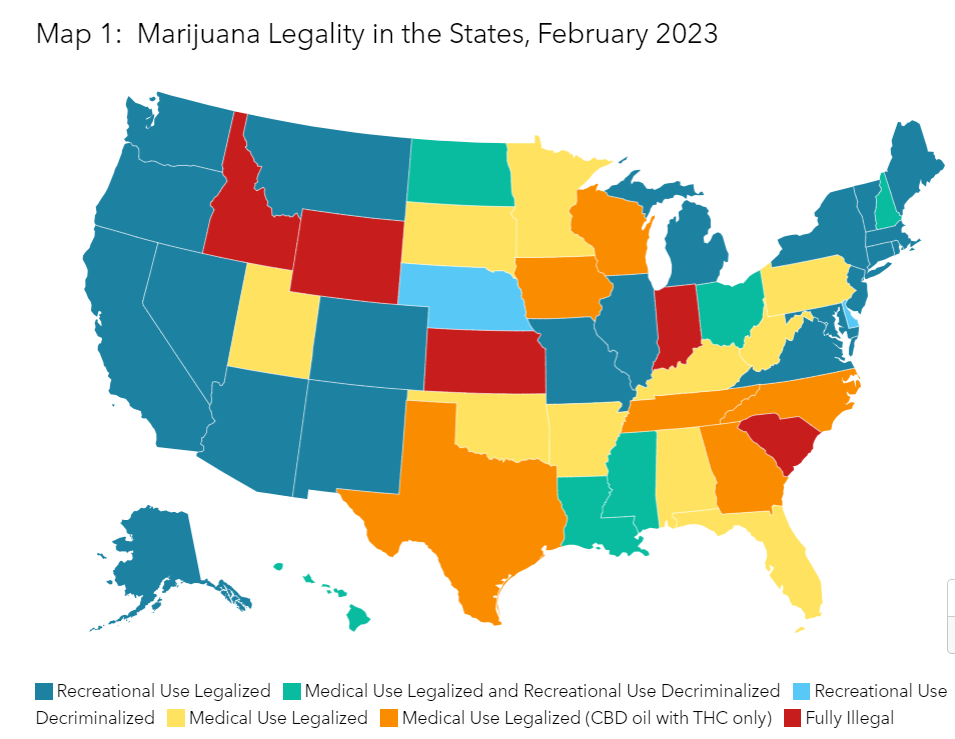 Map 1: Marijuana Legality in the States, February 2023
Recreational Use Legalized Medical Use Legalized and Recreational Use Decriminalized Recreational Use
Decriminalized Medical Use Legalized Medical Use Legalized (CBD oil with THC only) Fully Illegal